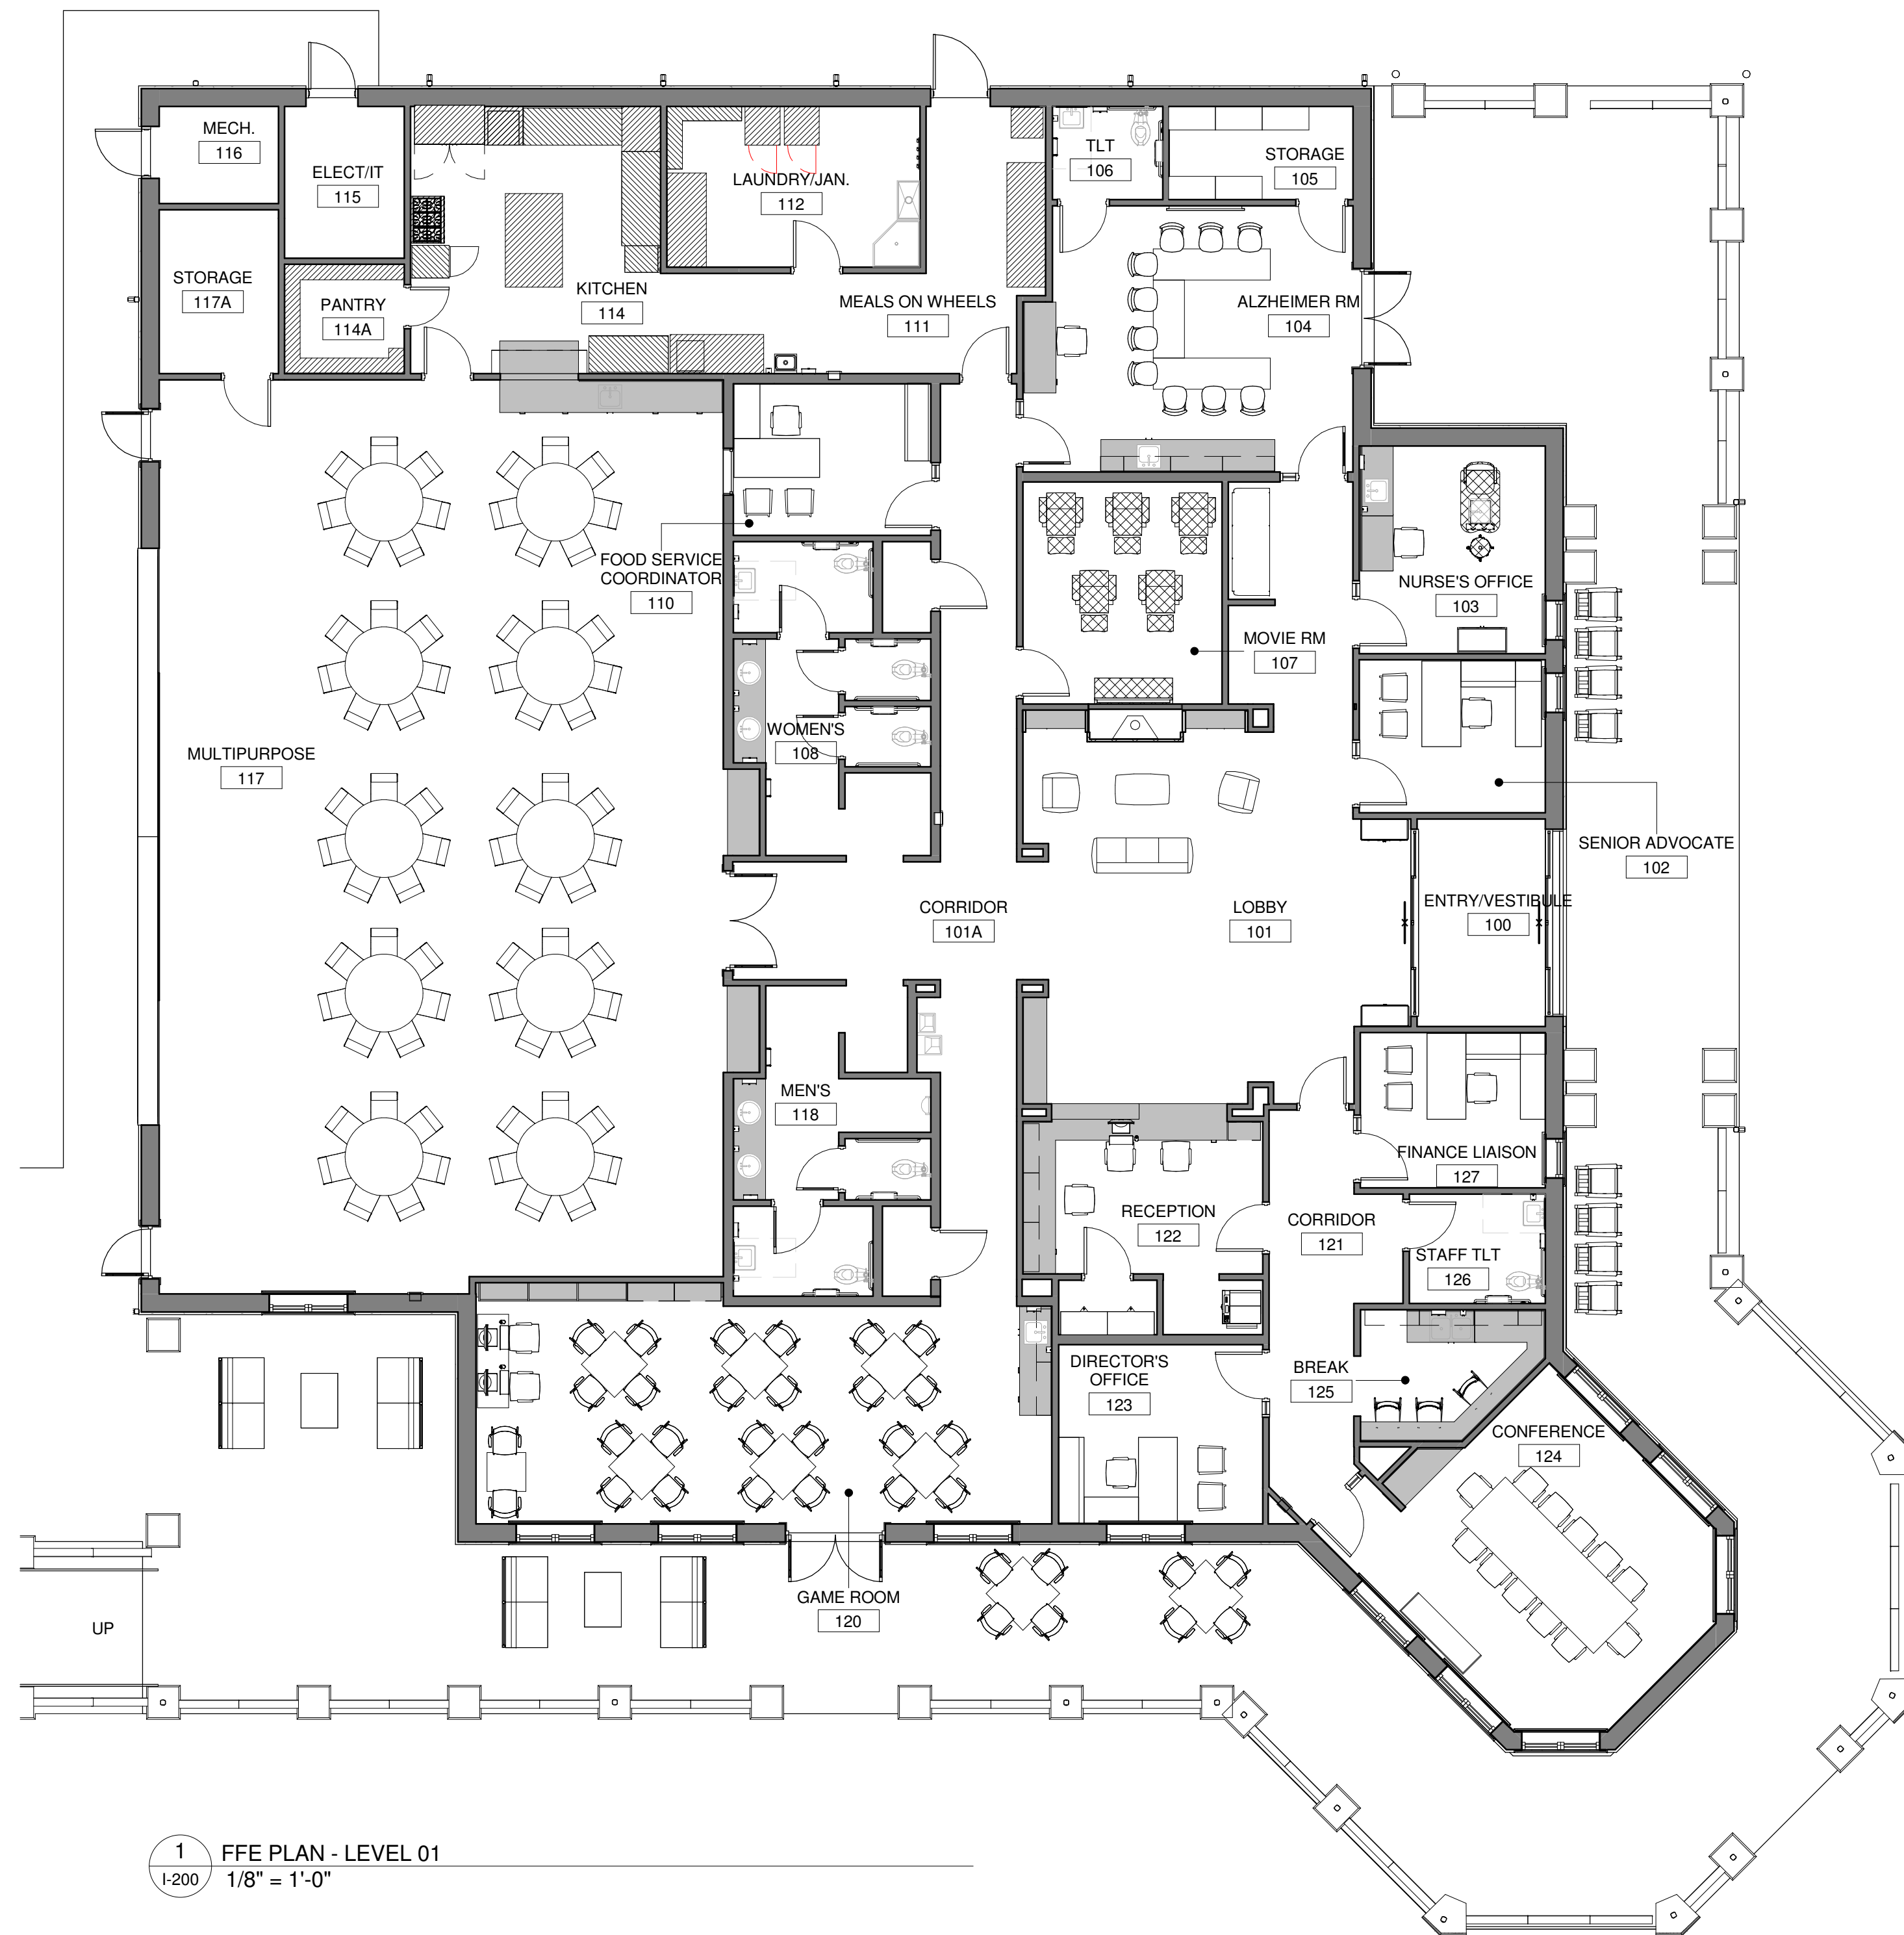 MECH.
116
ELECT/IT
115
LAUNDRY/JAN.
112
TLT
106
STORAGE
105
STORAGE
117A
PANTRY
114A
KITCHEN
114
MEALS ON WHEELS
111
ALZHEIMER RM
104
FOOD SERVICE
COORDINATOR
110
NURSE'S OFFICE
103
MOVIE RM
107
MULTIPURPOSE
117
WOMEN'S
108
SENIOR ADVOCATE
102
CORRIDOR
101A
LOBBY
101
ENTRY/VESTIBULE
100
MEN'S
118
FINANCE LIAISON
127
RECEPTION
122
CORRIDOR
121
STAFF TLT
126
DIRECTOR'S
OFFICE
123
BREAK
125
CONFERENCE
124
GAME ROOM
120
UP
1
I-200
FFE PLAN - LEVEL 01
1/8" = 1'-0"